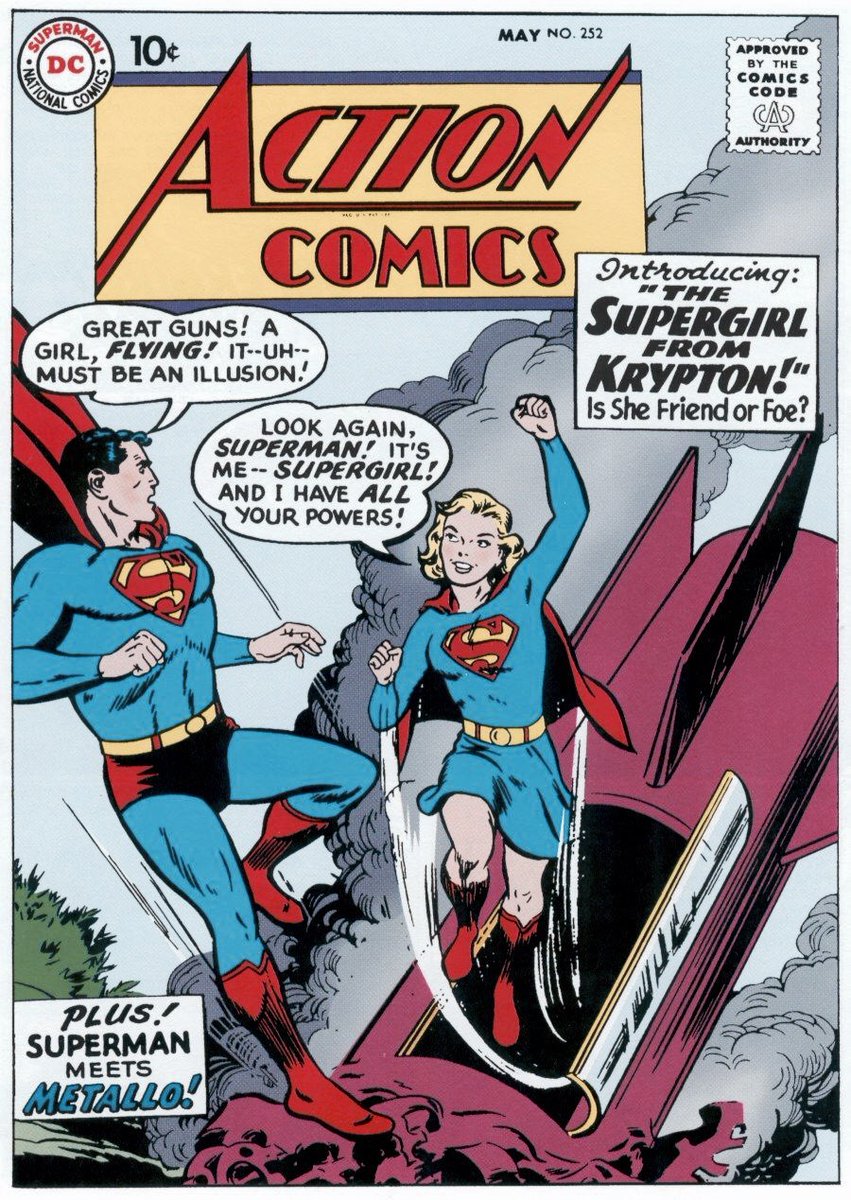 SUPERMAN
DC
NATIONAL COMICS
10¢
MAY NO. 252
APPROVED
BY THE
COMICS
CODE
CA
AUTHORITY
ACTION
COMICS
Introducing:
"THE
SUPERGIRL
FROM
KRYPTON!"
Is She Friend or Foe?
GREAT GUNS! A
GIRL, FLYING! IT--UH--
MUST BE AN ILLUSION!
LOOK AGAIN,
SUPERMAN! IT'S
ME-- SUPERGIRL!
AND I HAVE ALL
YOUR POWERS!
S
S
PLUS!
SUPERMAN
MEETS
METALLO!